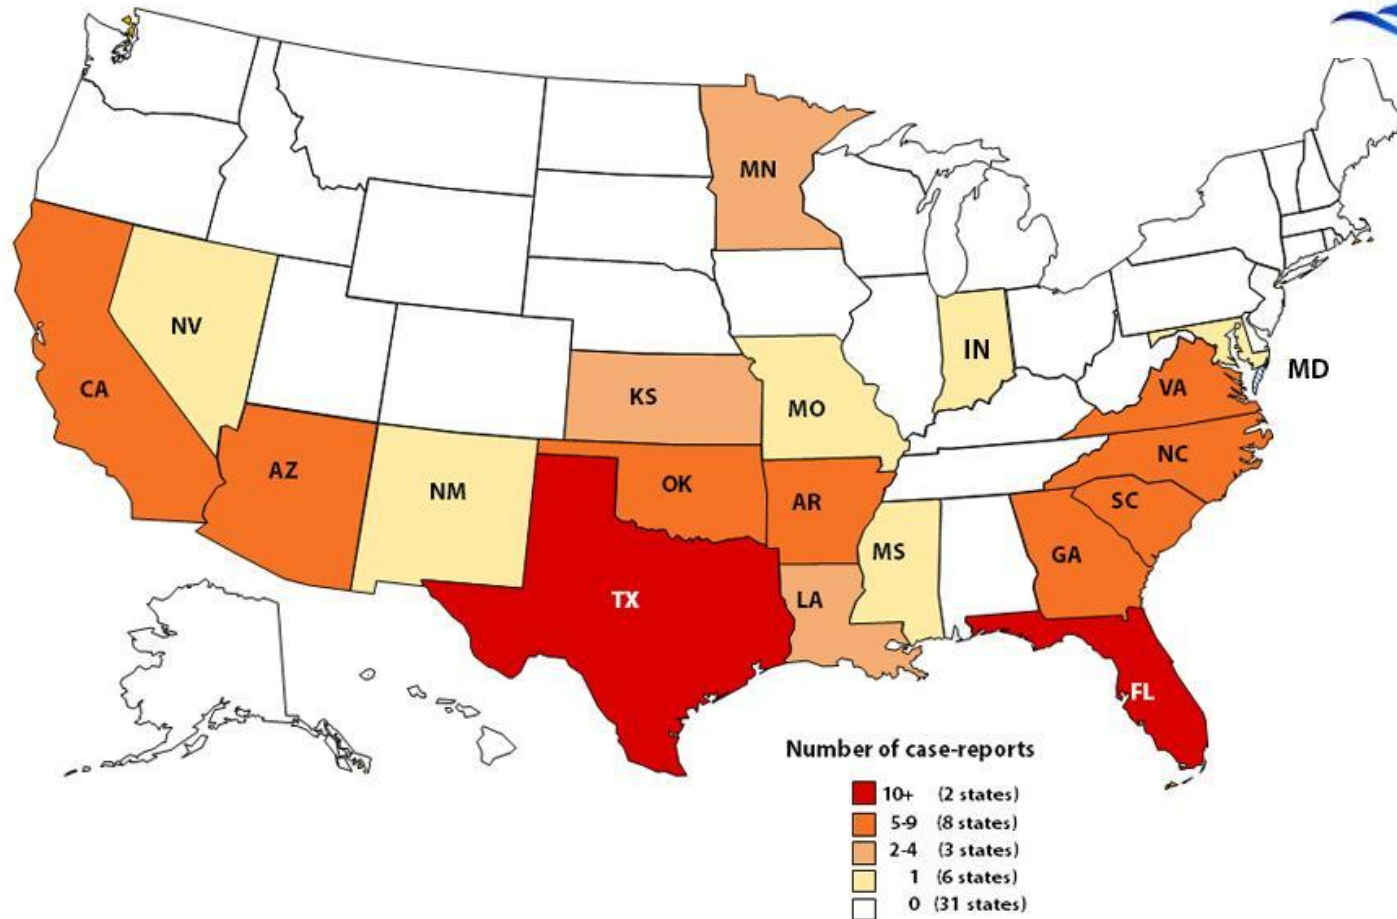 MN
NV
IN
MD
CA
KS
MO
VA
AZ
NM
OK
AR
NC
SC
MS
GA
TX
LA
FL
Number of case-reports
10+ (2 states)
5-9 (8 states)
2-4 (3 states)
1 (6 states)
0 (31 states)